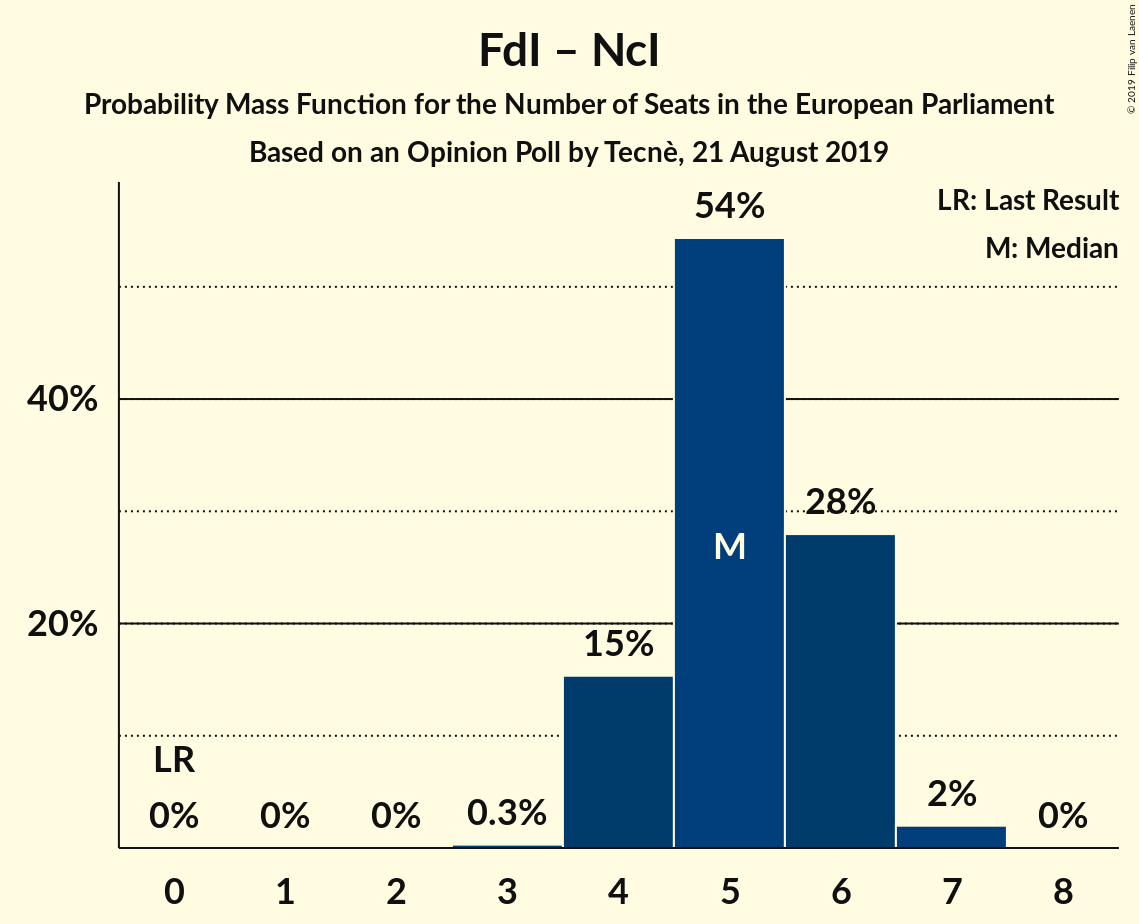 FdI – NcI
Probability Mass Function for the Number of Seats in the European Parliament
Based on an Opinion Poll by Tecnè, 21 August 2019
© 2019 Filip van Laenen
LR: Last Result
M: Median
54%
40%
28%
M
20%
15%
LR
0%
0%
0%
0.3%
2%
0%
0 1 2 3 4 5 6 7 8